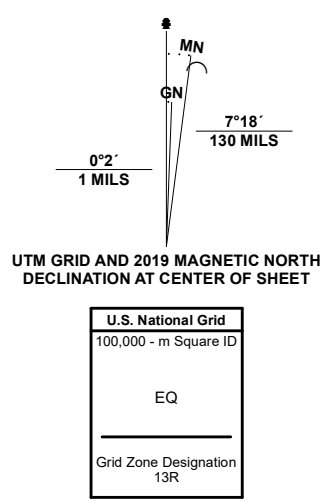 MN
GN
7°18´
130 MILS
0°2´
1 MILS
UTM GRID AND 2019 MAGNETIC NORTH
DECLINATION AT CENTER OF SHEET
U.S. National Grid
100,000 - m Square ID
EQ
Grid Zone Designation
13R